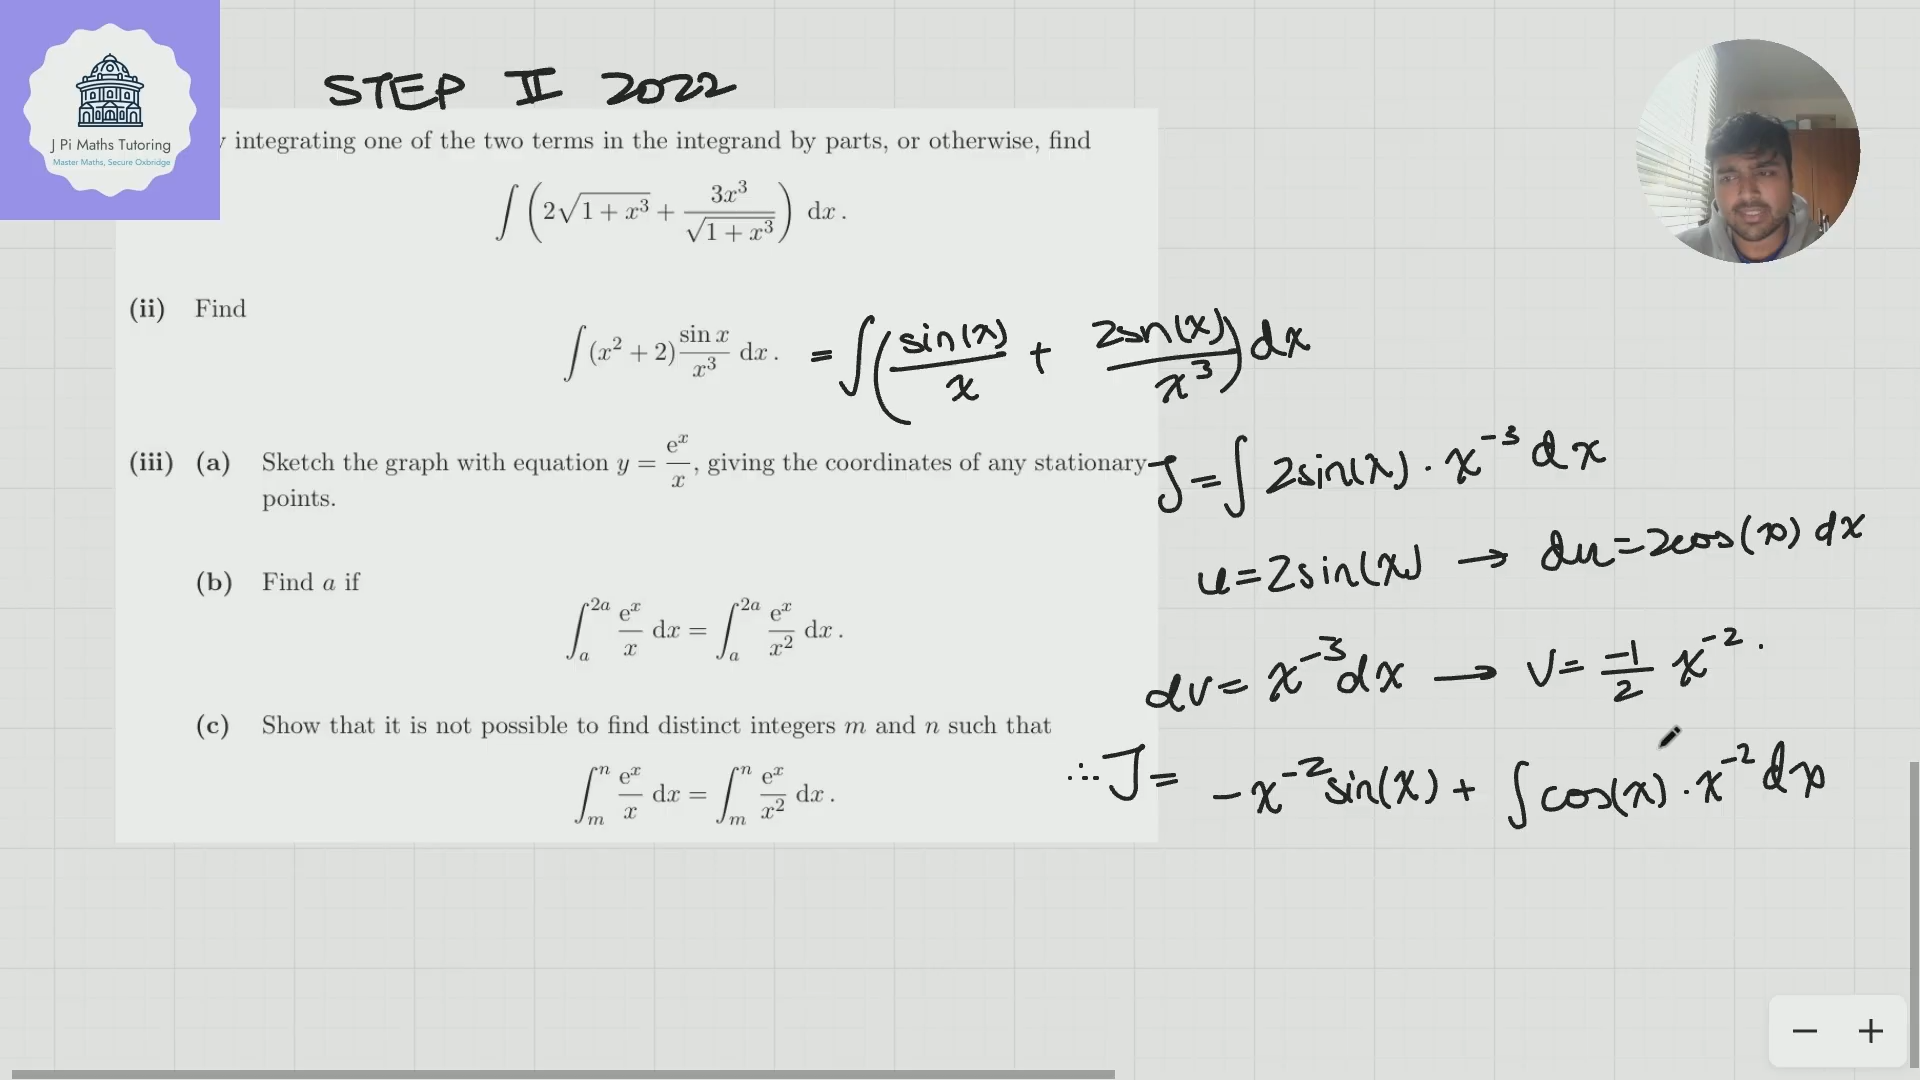 J Pi Maths Tutoring
Master Maths, Secure Oxbridge
STEP II 2022
integrating one of the two terms in the integrand by parts, or otherwise, find
∫ (2√(1 + x³) + 3x³/√(1 + x³)) dx .
(ii) Find
∫ (x² + 2) sin x/x³ dx . = ∫ (sin(x)/x + 2sn(x)/x³) dx
(iii) (a) Sketch the graph with equation y = eˣ/x, giving the coordinates of any stationary
points.
J = ∫ 2sin(x) · x⁻³ dx
u = 2sin(x) → du = 2cos(x) dx
(b) Find a if
∫ₐ²ᵃ eˣ/x dx = ∫ₐ²ᵃ eˣ/x² dx .
dv = x⁻³ dx → v = -1/2 x⁻² .
(c) Show that it is not possible to find distinct integers m and n such that
∫ₘⁿ eˣ/x dx = ∫ₘⁿ eˣ/x² dx .
∴ J = -x⁻² sin(x) + ∫ cos(x) · x⁻² dx